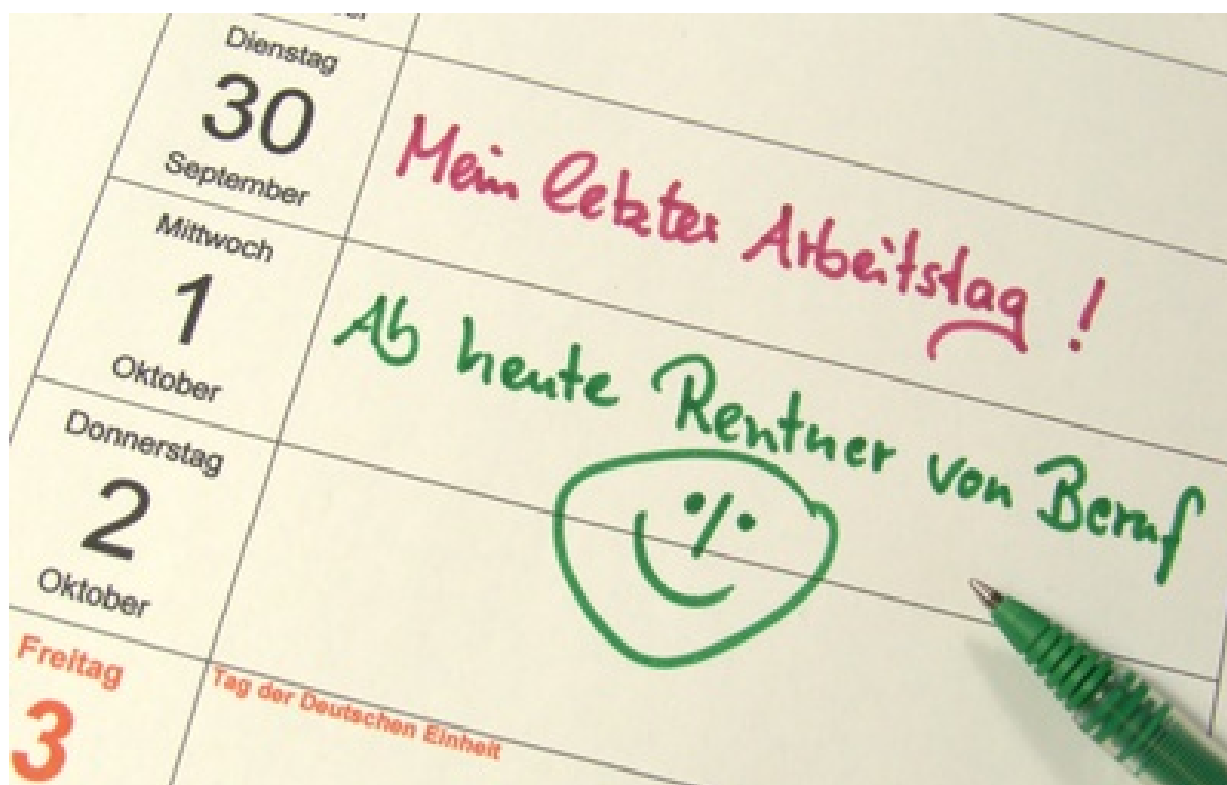 Dienstag
30
September
Mein letzter Arbeitstag !
Mittwoch
1
Oktober
Ab heute Rentner von Beruf
Donnerstag
2
Oktober
Freitag
3
Tag der Deutschen Einheit